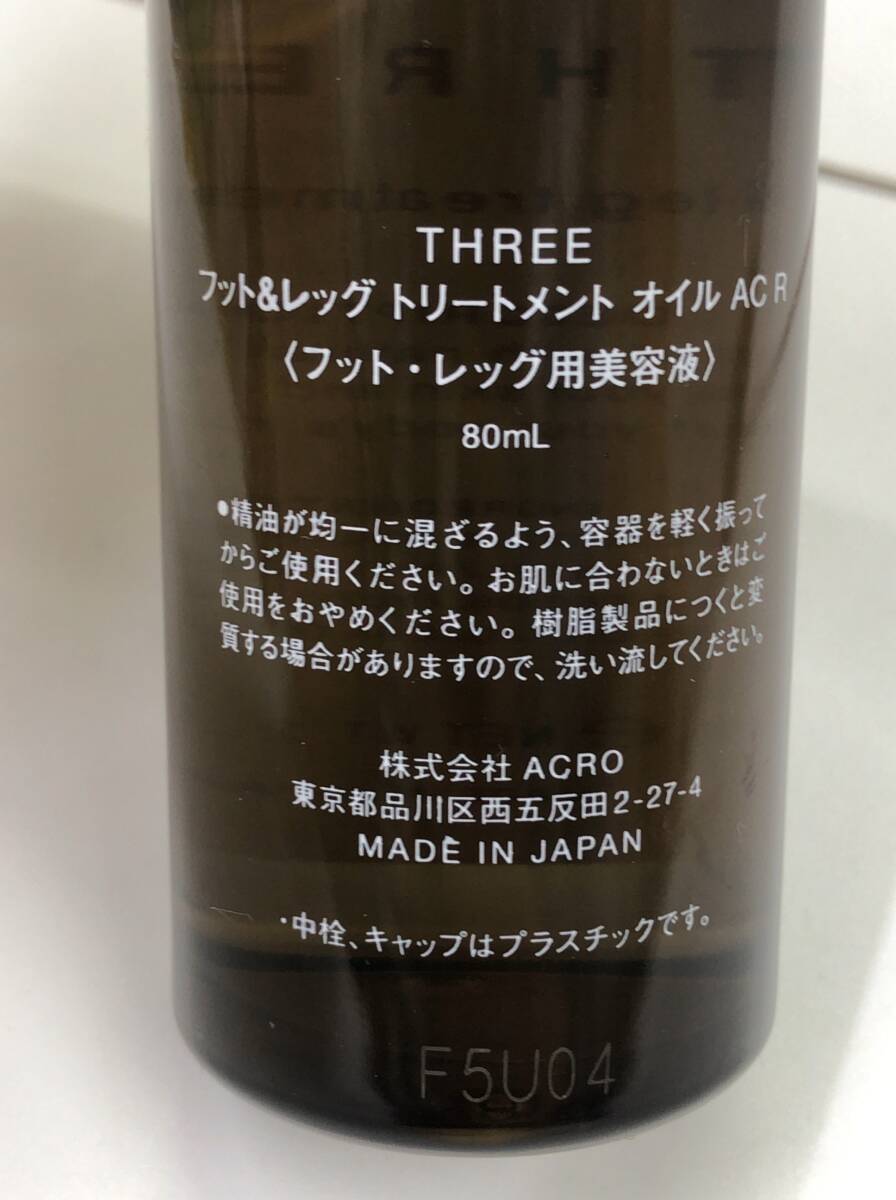 THREE
フット&レッグ トリートメント オイル AC R
〈フット・レッグ用美容液〉
80mL
•精油が均一に混ざるよう、容器を軽く振って
からご使用ください。お肌に合わないときはご
使用をおやめください。樹脂製品につくと変
質する場合がありますので、洗い流してください。
株式会社 ACRO
東京都品川区西五反田2-27-4
MADE IN JAPAN
・中栓、キャップはプラスチックです。
F5U04